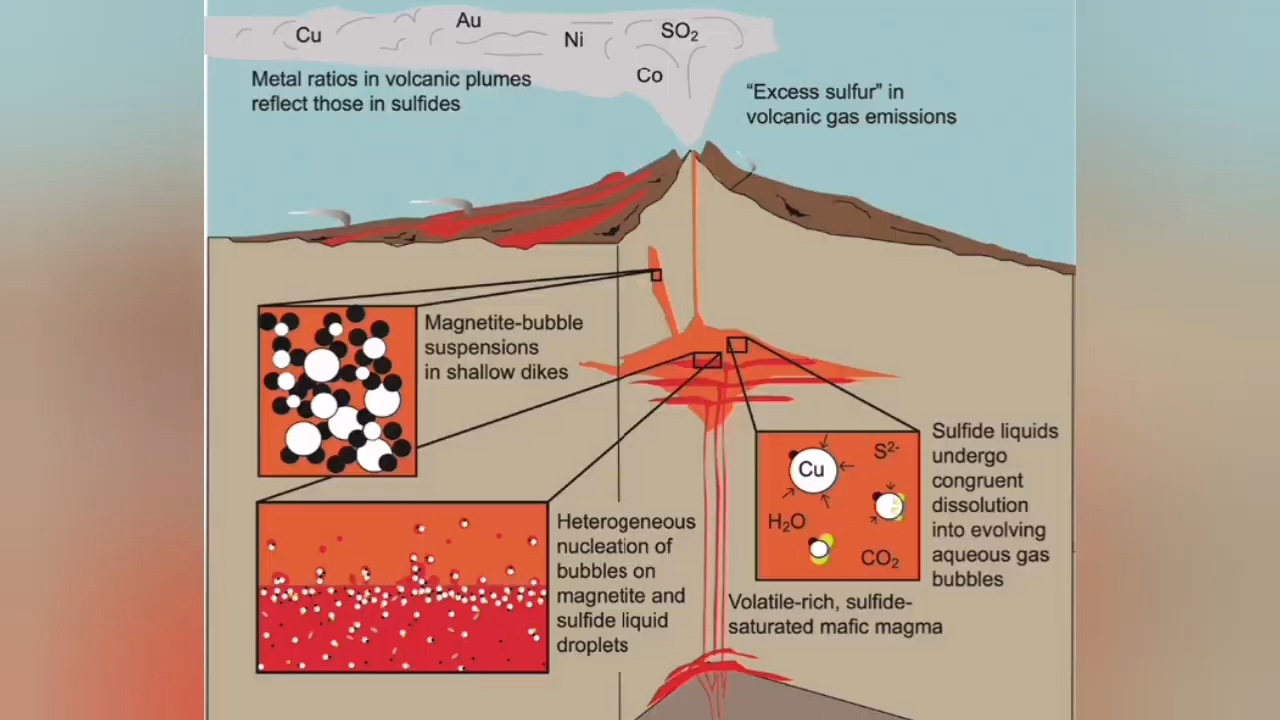 Cu
Au
Ni
SO₂
Co
Metal ratios in volcanic plumes
reflect those in sulfides
“Excess sulfur” in
volcanic gas emissions
Magnetite-bubble
suspensions
in shallow dikes
Heterogeneous
nucleation of
bubbles on
magnetite and
sulfide liquid
droplets
Cu
S²⁻
H₂O
CO₂
Sulfide liquids
undergo
congruent
dissolution
into evolving
aqueous gas
bubbles
Volatile-rich, sulfide-
saturated mafic magma